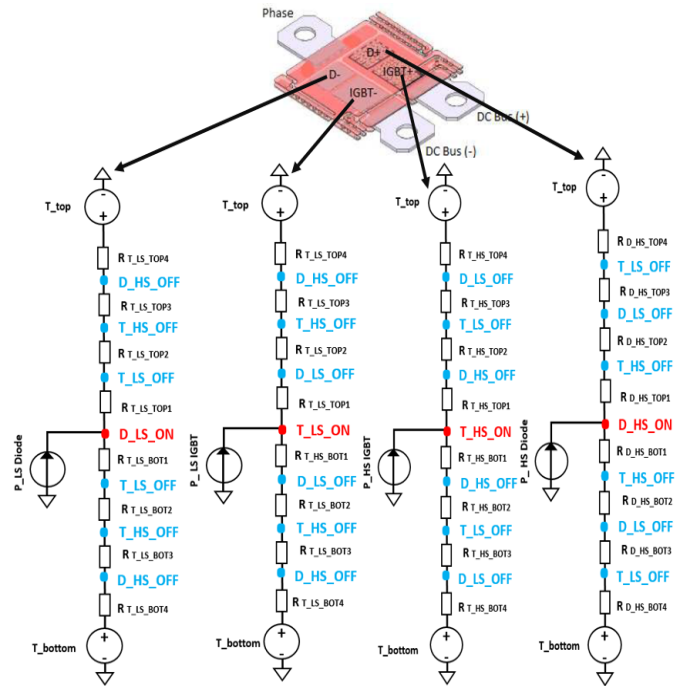 Phase
D+
IGBT+
D-
IGBT-
DC Bus (+)
DC Bus (-)
T_top
R T_LS_TOP4
D_HS_OFF
R T_LS_TOP3
T_HS_OFF
R T_LS_TOP2
T_LS_OFF
R T_LS_TOP1
D_LS_ON
P_LS Diode
R T_LS_BOT1
T_LS_OFF
R T_LS_BOT2
T_HS_OFF
R T_LS_BOT3
D_HS_OFF
R T_LS_BOT4
T_bottom
T_top
R T_LS_TOP4
D_HS_OFF
R T_LS_TOP3
T_HS_OFF
R T_LS_TOP2
D_LS_OFF
R T_LS_TOP1
T_LS_ON
P_LS IGBT
R T_HS_BOT1
D_LS_OFF
R T_LS_BOT2
T_HS_OFF
R T_LS_BOT3
D_HS_OFF
R T_LS_BOT4
T_bottom
T_top
R T_HS_TOP4
D_LS_OFF
R T_HS_TOP3
T_LS_OFF
R T_HS_TOP2
D_HS_OFF
R T_HS_TOP1
T_HS_ON
P_HS IGBT
R T_HS_BOT1
D_HS_OFF
R T_HS_BOT2
T_LS_OFF
R T_HS_BOT3
D_LS_OFF
R T_HS_BOT4
T_bottom
T_top
R D_HS_TOP4
T_LS_OFF
R D_HS_TOP3
D_LS_OFF
R D_HS_TOP2
T_HS_OFF
R D_HS_TOP1
D_HS_ON
P_ HS Diode
R D_HS_BOT1
T_HS_OFF
R D_HS_BOT2
D_LS_OFF
R D_HS_BOT3
T_LS_OFF
R D_HS_BOT4
T_bottom